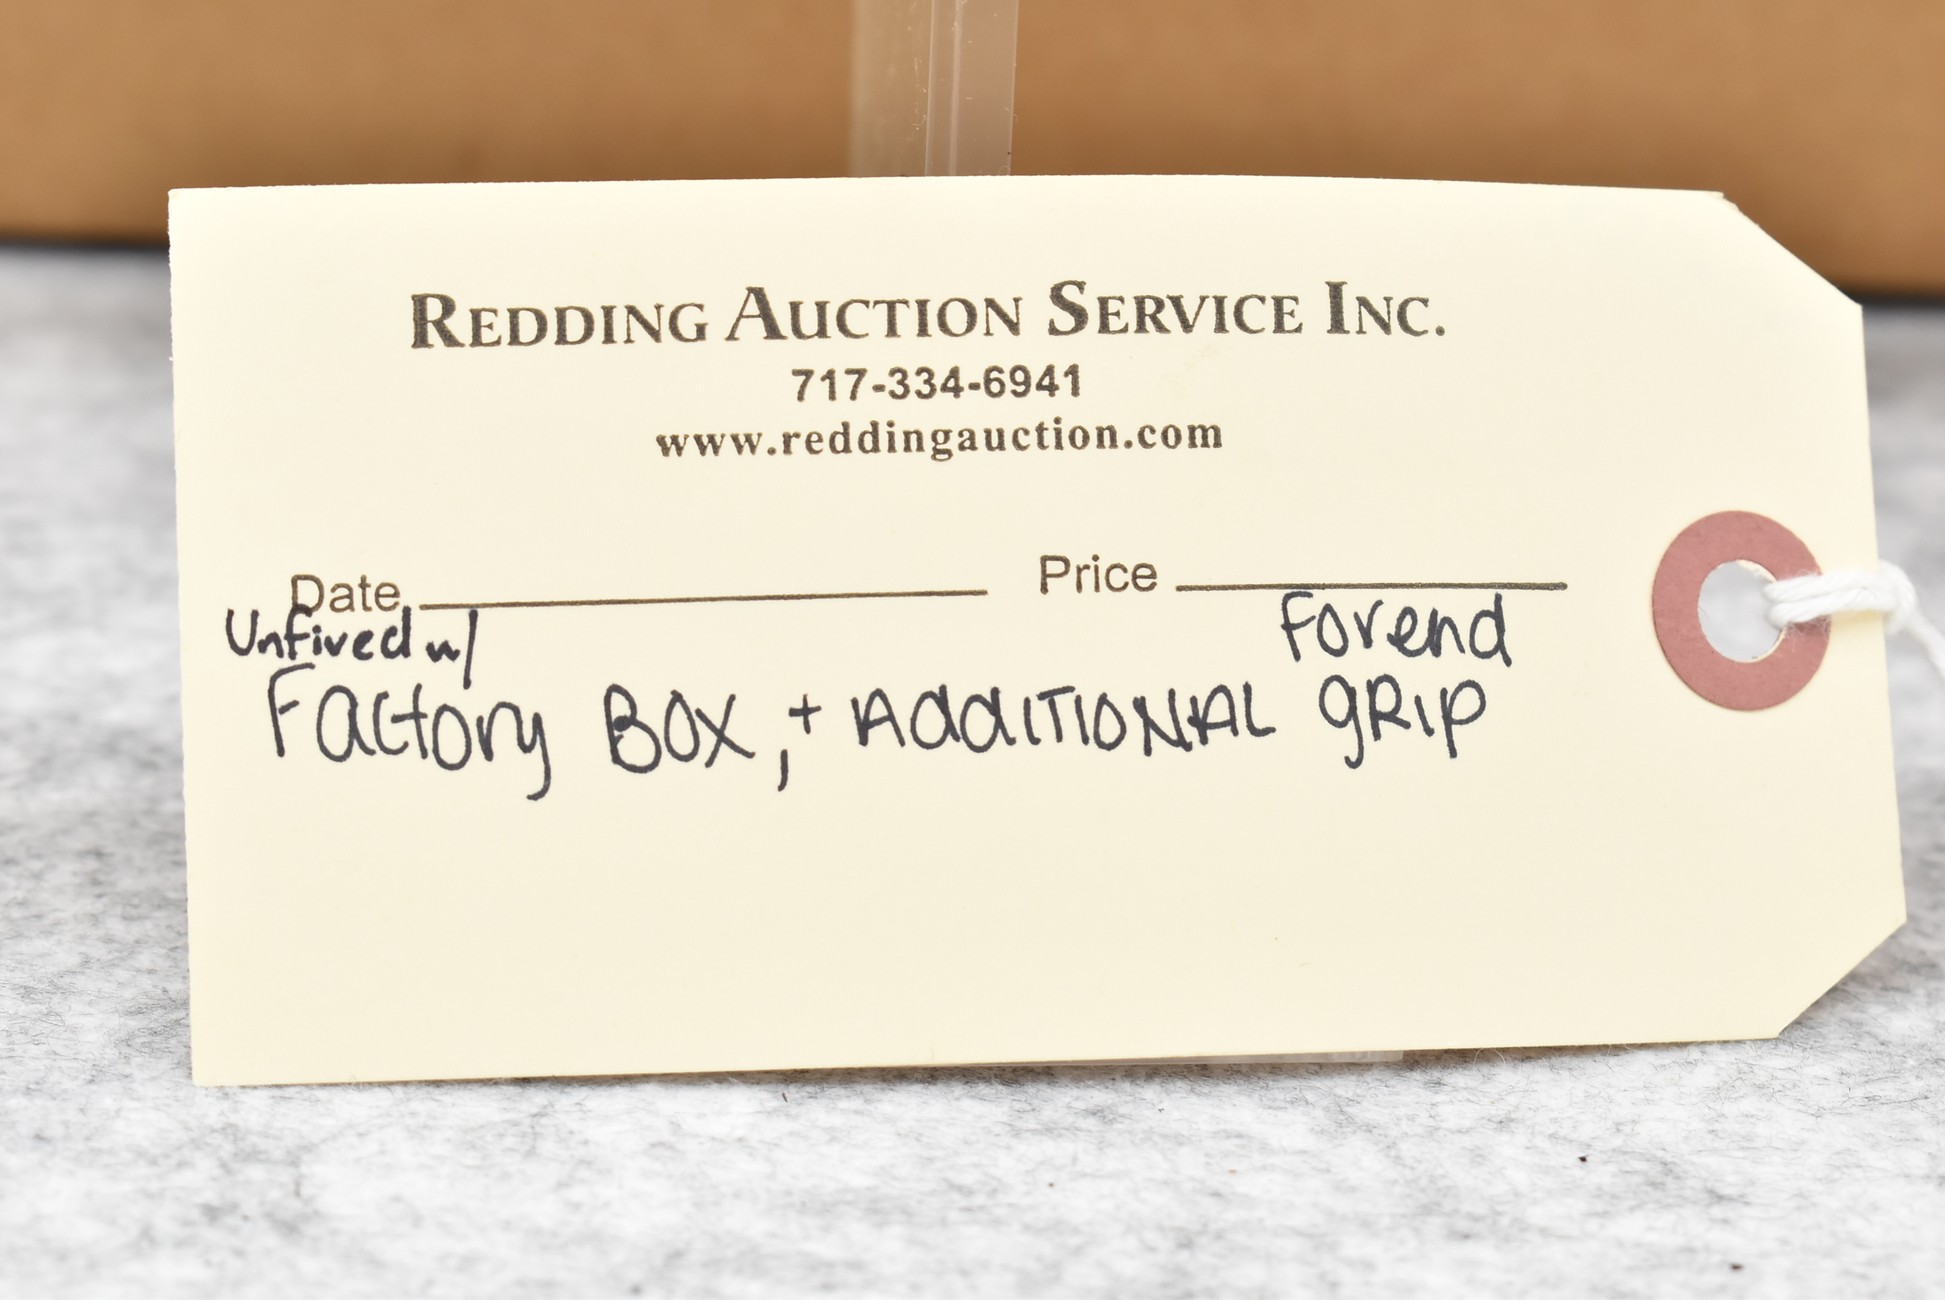 REDDING AUCTION SERVICE INC.
717-334-6941
www.reddingauction.com
Date Price
Unfired w/ Forend
Factory BOX, + AdditIONAL gRip